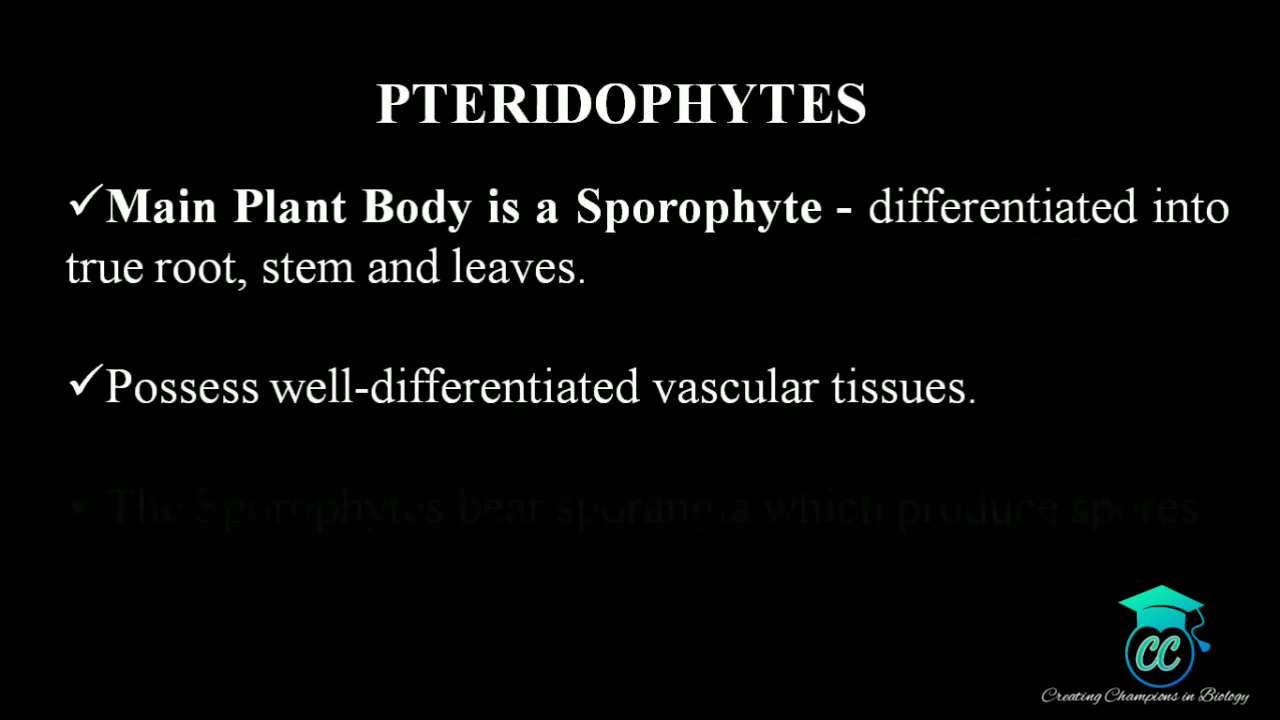 PTERIDOPHYTES
✓Main Plant Body is a Sporophyte - differentiated into
true root, stem and leaves.
✓Possess well-differentiated vascular tissues.
The Sporophytes bear sporangia which produce spores.
CC
Creating Champions in Biology